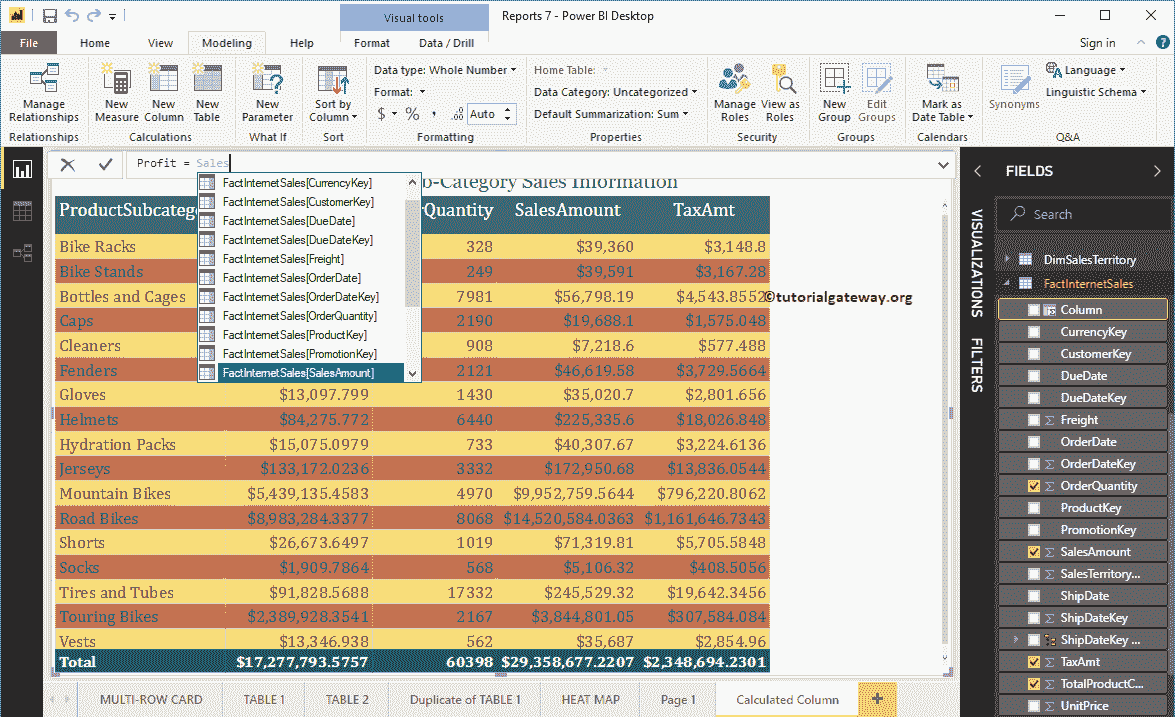 Visual tools
Reports 7 - Power BI Desktop
File
Home
View
Modeling
Help
Format
Data / Drill
Sign in
Manage Relationships
New Measure
New Column
New Table
New Parameter
Sort by Column
Data type: Whole Number
Format:
$ % , .00 Auto
Home Table:
Data Category: Uncategorized
Default Summarization: Sum
Manage Roles
View as Roles
New Group
Edit Groups
Mark as Date Table
Synonyms
Language
Linguistic Schema
Relationships
Calculations
What If
Sort
Formatting
Properties
Security
Groups
Calendars
Q&A
Profit = Sales
FactInternetSales[CurrencyKey]
FactInternetSales[CustomerKey]
FactInternetSales[DueDate]
FactInternetSales[DueDateKey]
FactInternetSales[Freight]
FactInternetSales[OrderDate]
FactInternetSales[OrderDateKey]
FactInternetSales[OrderQuantity]
FactInternetSales[ProductKey]
FactInternetSales[PromotionKey]
FactInternetSales[SalesAmount]
b-Category Sales Information
ProductSubcateg Quantity SalesAmount TaxAmt
Bike Racks 328 $39,360 $3,148.8
Bike Stands 249 $39,591 $3,167.28
Bottles and Cages 7981 $56,798.19 $4,543.8552
Caps 2190 $19,688.1 $1,575.048
Cleaners 908 $7,218.6 $577.488
Fenders 2121 $46,619.58 $3,729.5664
Gloves $13,097.799 1430 $35,020.7 $2,801.656
Helmets $84,275.772 6440 $225,335.6 $18,026.848
Hydration Packs $15,075.0979 733 $40,307.67 $3,224.6136
Jerseys $133,172.0236 3332 $172,950.68 $13,836.0544
Mountain Bikes $5,439,135.4583 4970 $9,952,759.5644 $796,220.8062
Road Bikes $8,983,284.3377 8068 $14,520,584.0363 $1,161,646.7343
Shorts $26,673.6497 1019 $71,319.81 $5,705.5848
Socks $1,909.7864 568 $5,106.32 $408.5056
Tires and Tubes $91,828.5688 17332 $245,529.32 $19,642.3456
Touring Bikes $2,389,928.3541 2167 $3,844,801.05 $307,584.084
Vests $13,346.938 562 $35,687 $2,854.96
Total $17,277,793.5757 60398 $29,358,677.2207 $2,348,694.2301
©tutorialgateway.org
VISUALIZATIONS
FILTERS
FIELDS
Search
DimSalesTerritory
FactInternetSales
Column
CurrencyKey
CustomerKey
DueDate
DueDateKey
Freight
OrderDate
OrderDateKey
OrderQuantity
ProductKey
PromotionKey
SalesAmount
SalesTerritory...
ShipDate
ShipDateKey
ShipDateKey ...
TaxAmt
TotalProductC...
UnitPrice
MULTI-ROW CARD
TABLE 1
TABLE 2
Duplicate of TABLE 1
HEAT MAP
Page 1
Calculated Column
+